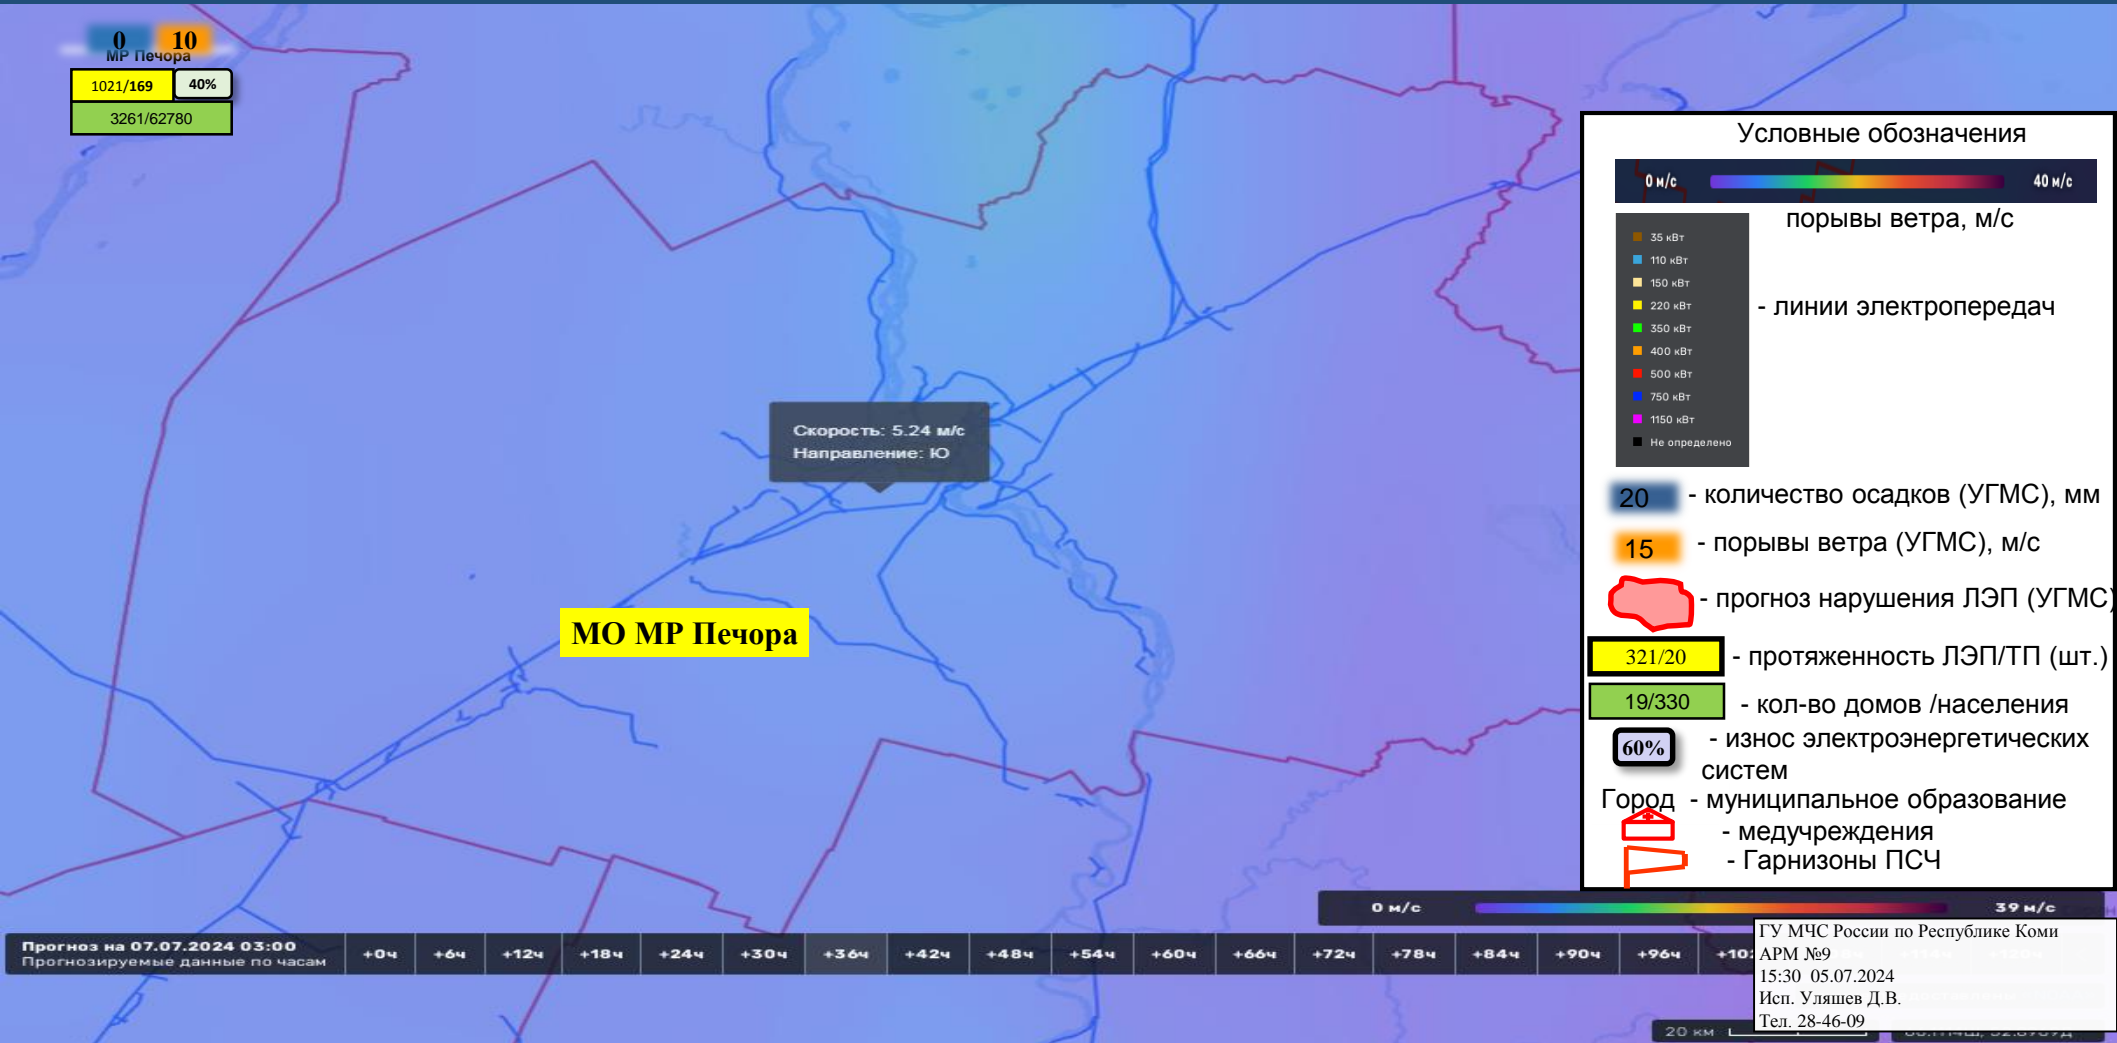 0 10
МР Печора
1021/169 40%
3261/62780
Скорость: 5.24 м/с
Направление: Ю
МО МР Печора
Условные обозначения
0 м/с 40 м/с
порывы ветра, м/с
35 кВт
110 кВт
150 кВт
220 кВт
350 кВт
400 кВт
500 кВт
750 кВт
1150 кВт
Не определено
- линии электропередач
20 - количество осадков (УГМС), мм
15 - порывы ветра (УГМС), м/с
- прогноз нарушения ЛЭП (УГМС)
321/20 - протяженность ЛЭП/ТП (шт.)
19/330 - кол-во домов /населения
60% - износ электроэнергетических
систем
Город - муниципальное образование
- медучреждения
- Гарнизоны ПСЧ
0 м/с 39 м/с
Прогноз на 07.07.2024 03:00
Прогнозируемые данные по часам
+0ч +6ч +12ч +18ч +24ч +30ч +36ч +42ч +48ч +54ч +60ч +66ч +72ч +78ч +84ч +90ч +96ч
ГУ МЧС России по Республике Коми
АРМ №9
15:30 05.07.2024
Исп. Уляшев Д.В.
Тел. 28-46-09
20 км